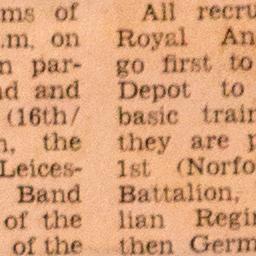 ms of
.m. on
n par-
nd and
(16th/
n, the
Leices-
Band
of the
of the
All recru
Royal An
go first to
Depot to
basic train
they are p
1st (Norfo
Battalion,
lian Regin
then Germ